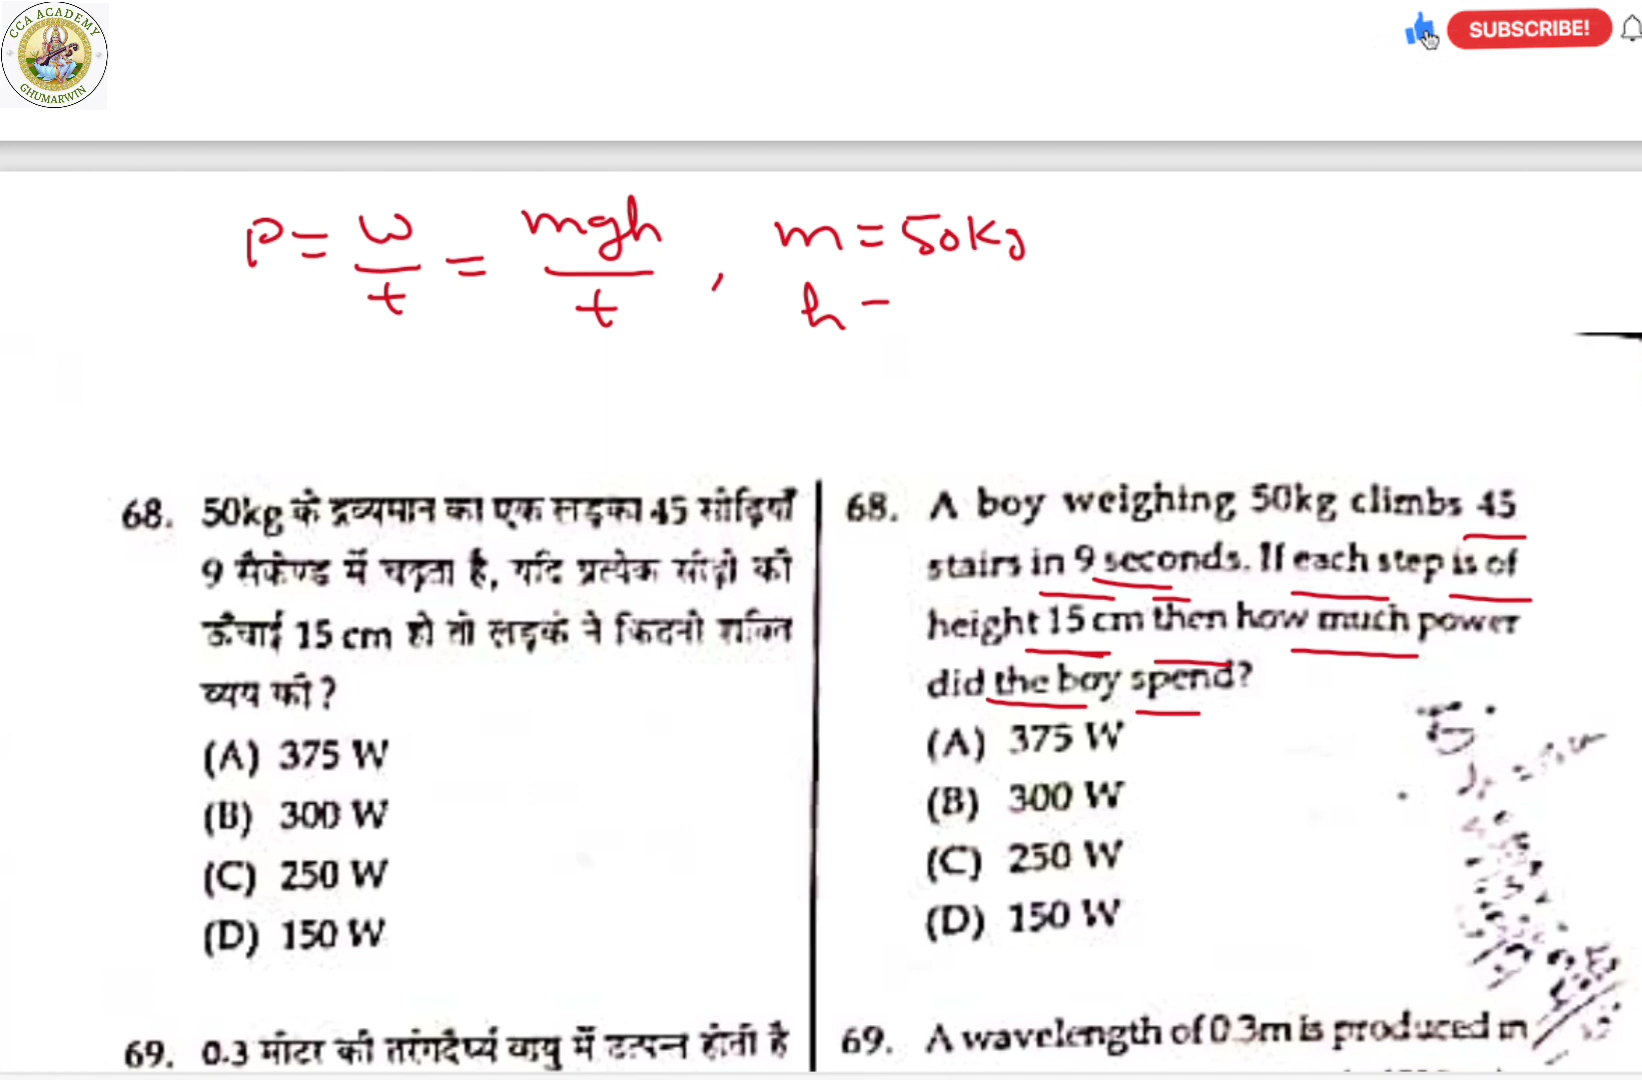 CCA ACADEMY
GHUMARWIN
SUBSCRIBE!
P = w/t = mgh/t , m = 50kg
h -
68. 50kg के द्रव्यमान का एक लड़का 45 सीढ़ियाँ
9 सैकेण्ड में चढ़ता है, यदि प्रत्येक सीढ़ी की
ऊँचाई 15 cm हो तो लड़के ने कितनी शक्ति
व्यय की ?
(A) 375 W
(B) 300 W
(C) 250 W
(D) 150 W
69. 0.3 मीटर की तरंगदैर्घ्य वायु में उत्पन्न होती है
68. A boy weighing 50kg climbs 45
stairs in 9 seconds. If each step is of
height 15 cm then how much power
did the boy spend?
(A) 375 W
(B) 300 W
(C) 250 W
(D) 150 W
69. A wavelength of 0.3m is produced in